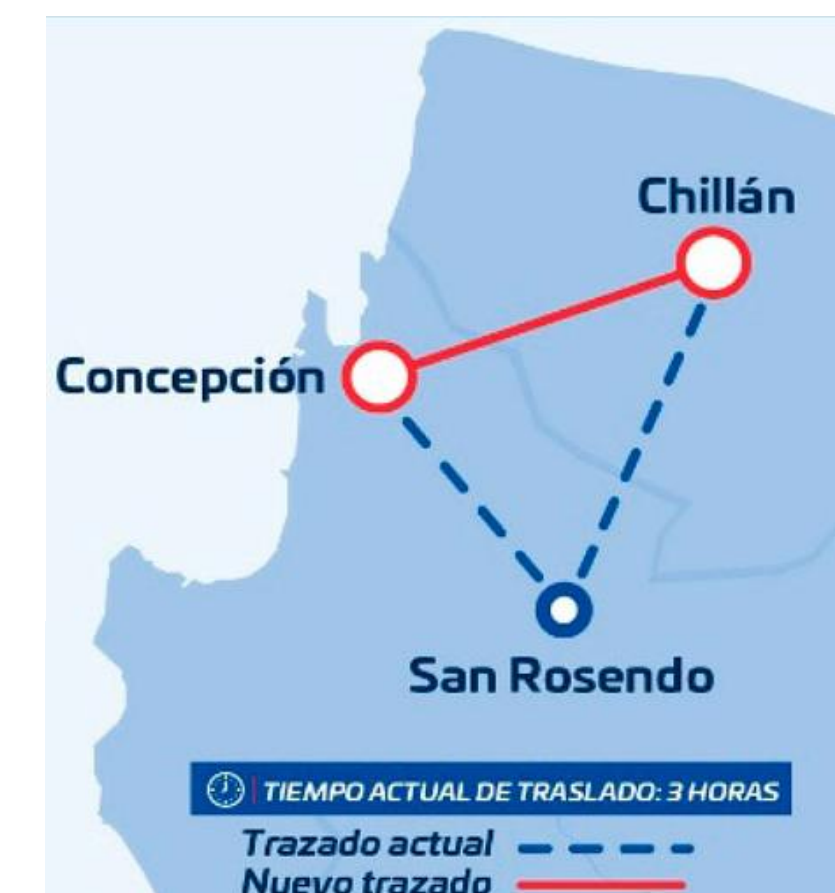 Chillán
Concepción
San Rosendo
TIEMPO ACTUAL DE TRASLADO: 3 HORAS
Trazado actual
Nuevo trazado